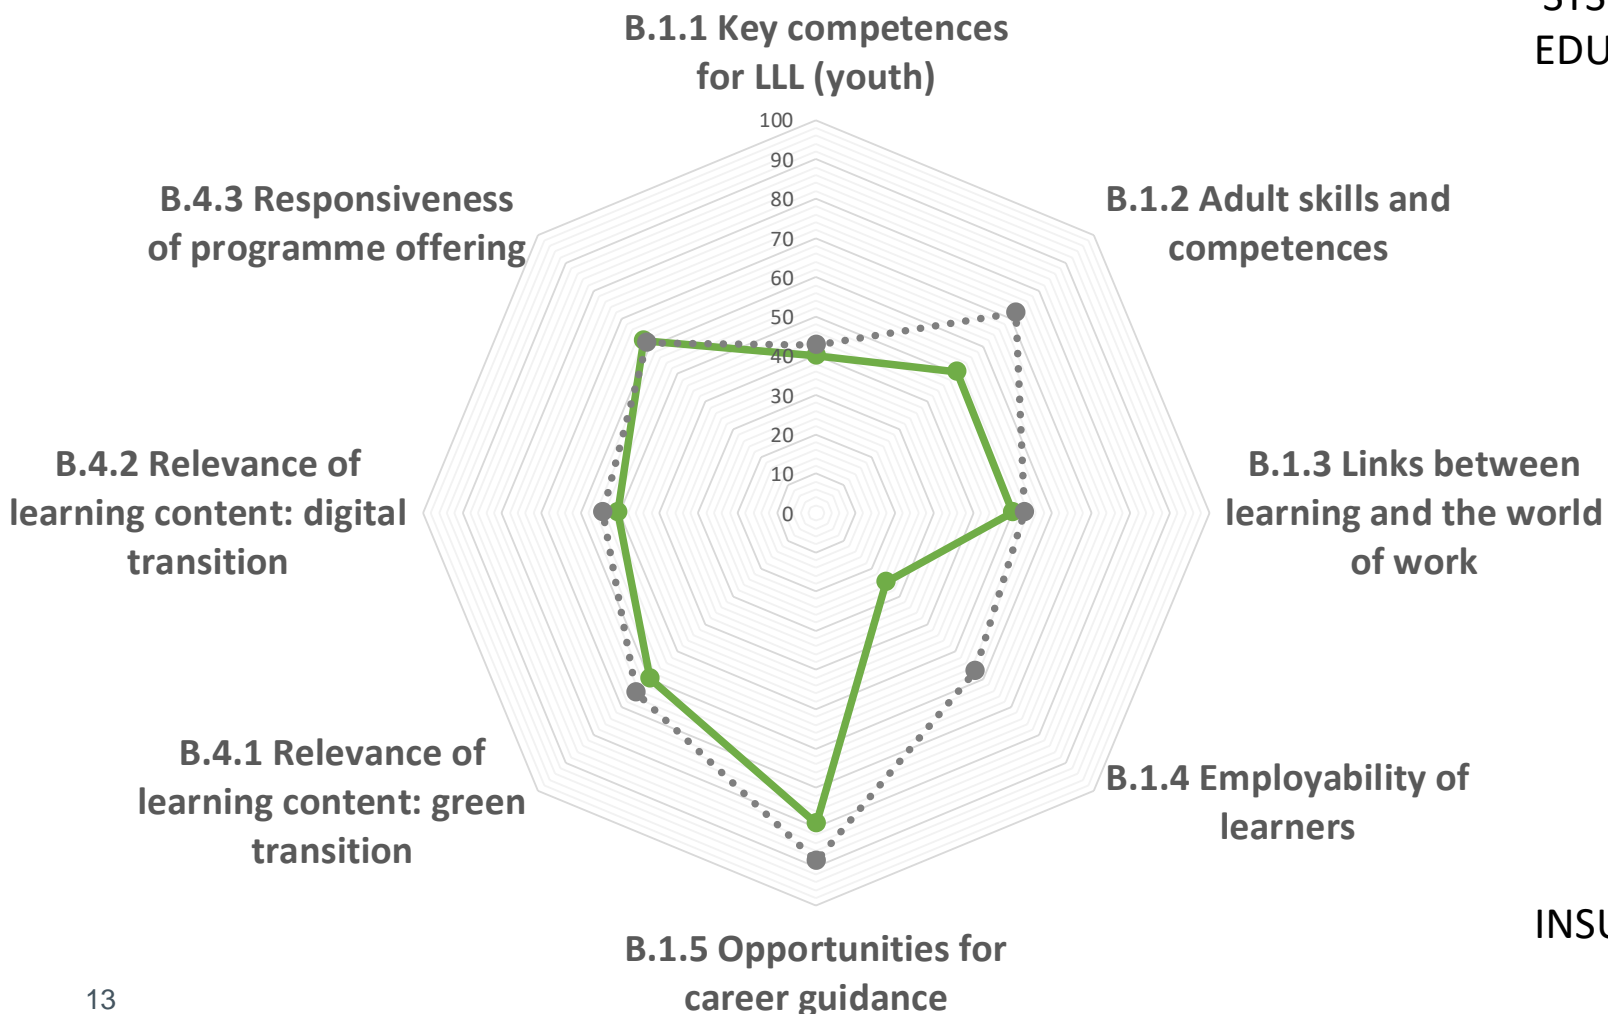 B.1.1 Key competences
for LLL (youth)
EDU
100
90
80
70
60
50
40
30
20
10
0
B.4.3 Responsiveness
of programme offering
B.1.2 Adult skills and
competences
B.4.2 Relevance of
learning content: digital
transition
B.1.3 Links between
learning and the world
of work
B.4.1 Relevance of
learning content: green
transition
B.1.4 Employability of
learners
B.1.5 Opportunities for
career guidance
INSU
13